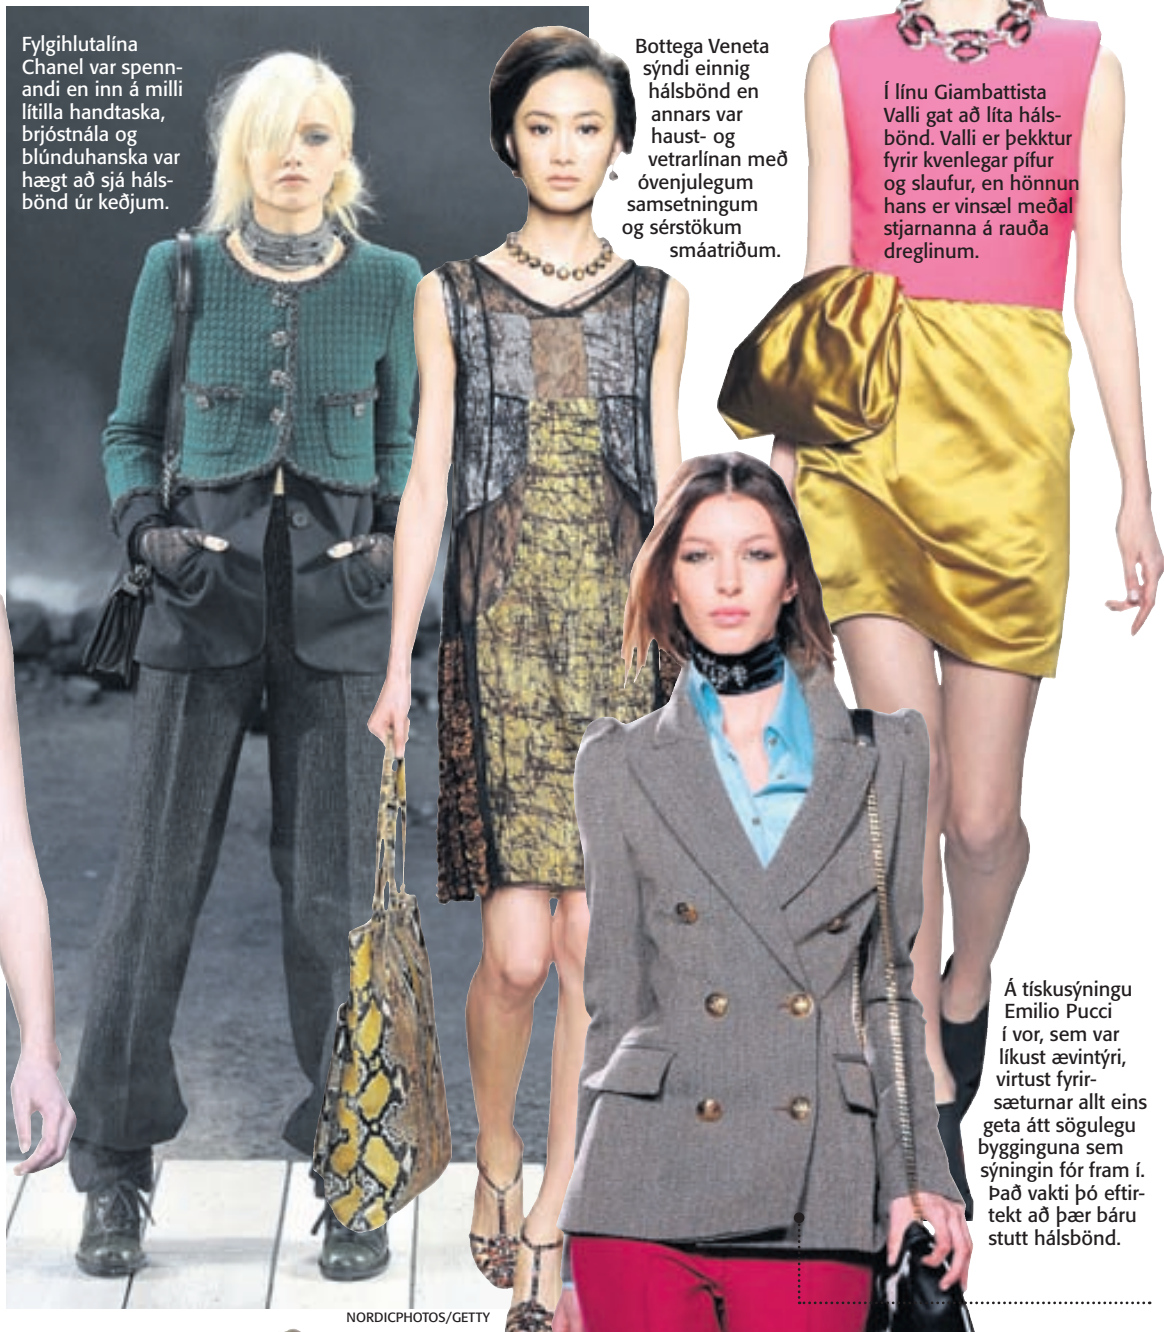 Fylgihlutalína
Chanel var spenn-
andi en inn á milli
lítilla handtaska,
brjóstnála og
blúnduhanska var
hægt að sjá háls-
bönd úr keðjum.
Bottega Veneta
sýndi einnig
hálsbönd en
annars var
haust- og
vetrarlínan með
óvenjulegum
samsetningum
og sérstökum
smáatriðum.
Í línu Giambattista
Valli gat að líta háls-
bönd. Valli er þekktur
fyrir kvenlegar pífur
og slaufur, en hönnun
hans er vinsæl meðal
stjarnanna á rauða
dreglinum.
Á tískusýningu
Emilio Pucci
í vor, sem var
líkust ævintýri,
virtust fyrir-
sæturnar allt eins
geta átt sögulegu
bygginguna sem
sýningin fór fram í.
Það vakti þó eftir-
tekt að þær báru
stutt hálsbönd.
NORDICPHOTOS/GETTY